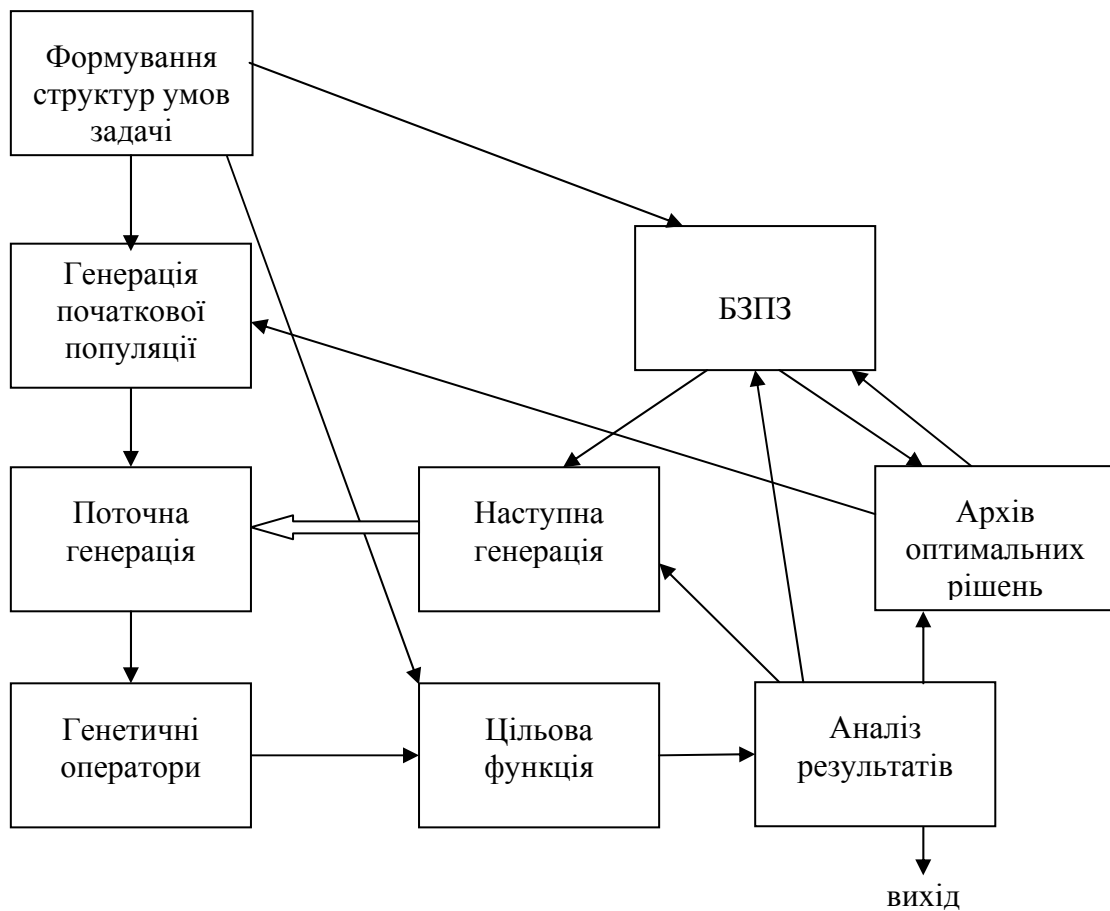 Формування
структур умов
задачі
Генерація
початкової
популяції
БЗПЗ
Поточна
генерація
Наступна
генерація
Архів
оптимальних
рішень
Генетичні
оператори
Цільова
функція
Аналіз
результатів
вихід